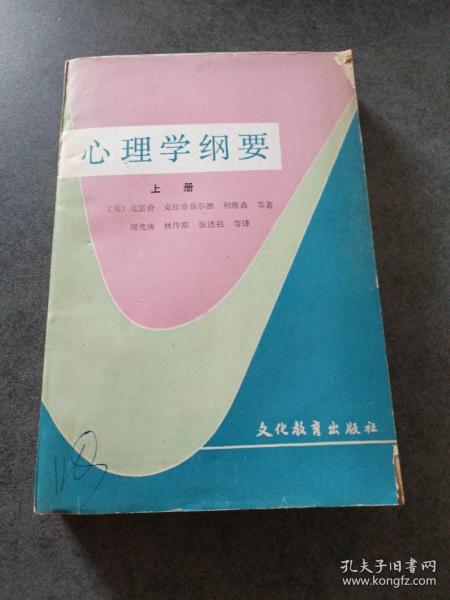 心理学纲要
上 册
〔美〕克雷奇 克拉奇菲尔德 利维森 等著
周先庚 林传鼎 张述祖 等译
文化教育出版社
孔夫子旧书网
www.kongfz.com